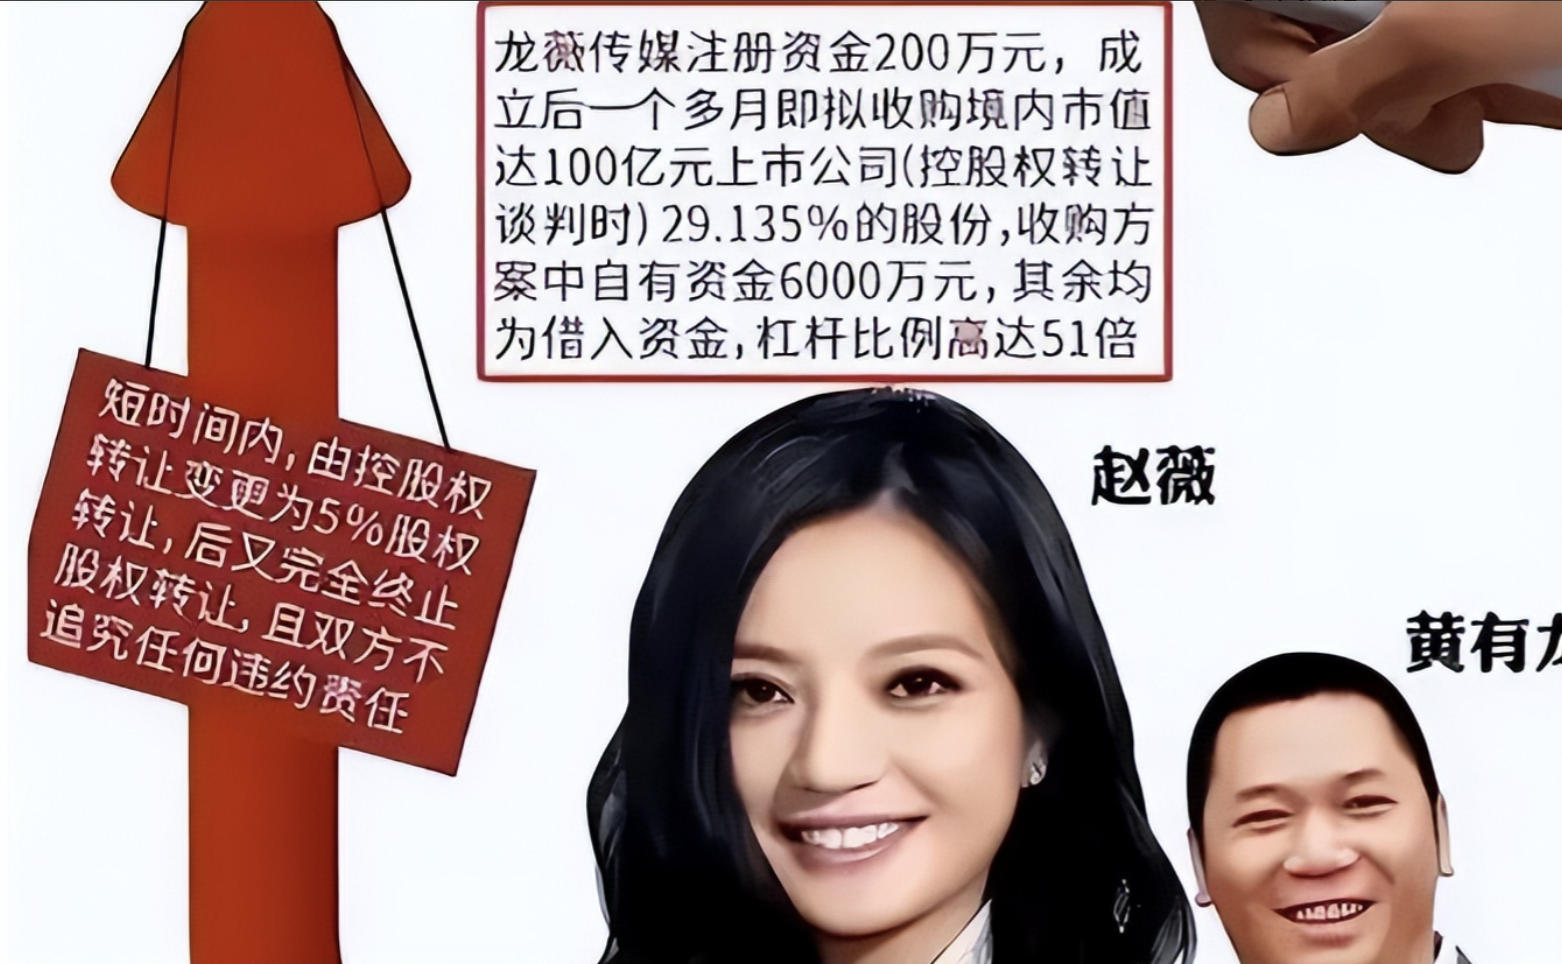 龙薇传媒注册资金200万元，成
立后一个多月即拟收购境内市值
达100亿元上市公司(控股权转让
谈判时)29.135%的股份,收购方
案中自有资金6000万元,其余均
为借入资金,杠杆比例高达51倍
短时间内,由控股权
转让变更为5%股权
转让,后又完全终止
股权转让,且双方不
追究任何违约责任
赵薇
黄有龙